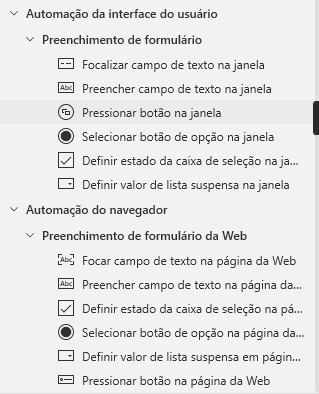 Automação da interface do usuário
Preenchimento de formulário
Focalizar campo de texto na janela
Abc Preencher campo de texto na janela
Pressionar botão na janela
Selecionar botão de opção na janela
Definir estado da caixa de seleção na ja...
Definir valor de lista suspensa na janela
Automação do navegador
Preenchimento de formulário da Web
Abc Focar campo de texto na página da Web
Abc Preencher campo de texto na página da...
Definir estado da caixa de seleção na pá...
Selecionar botão de opção na página da...
Definir valor de lista suspensa em págin...
Pressionar botão na página da Web